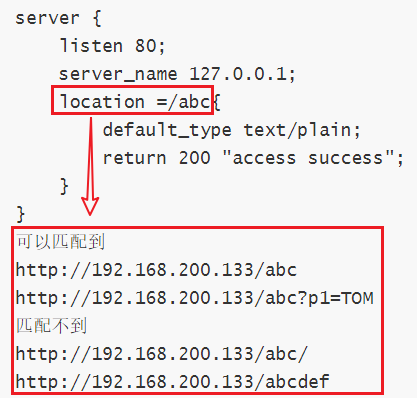 server {
    listen 80;
    server_name 127.0.0.1;
    location =/abc{
        default_type text/plain;
        return 200 "access success";
    }
}
可以匹配到
http://192.168.200.133/abc
http://192.168.200.133/abc?p1=TOM
匹配不到
http://192.168.200.133/abc/
http://192.168.200.133/abcdef